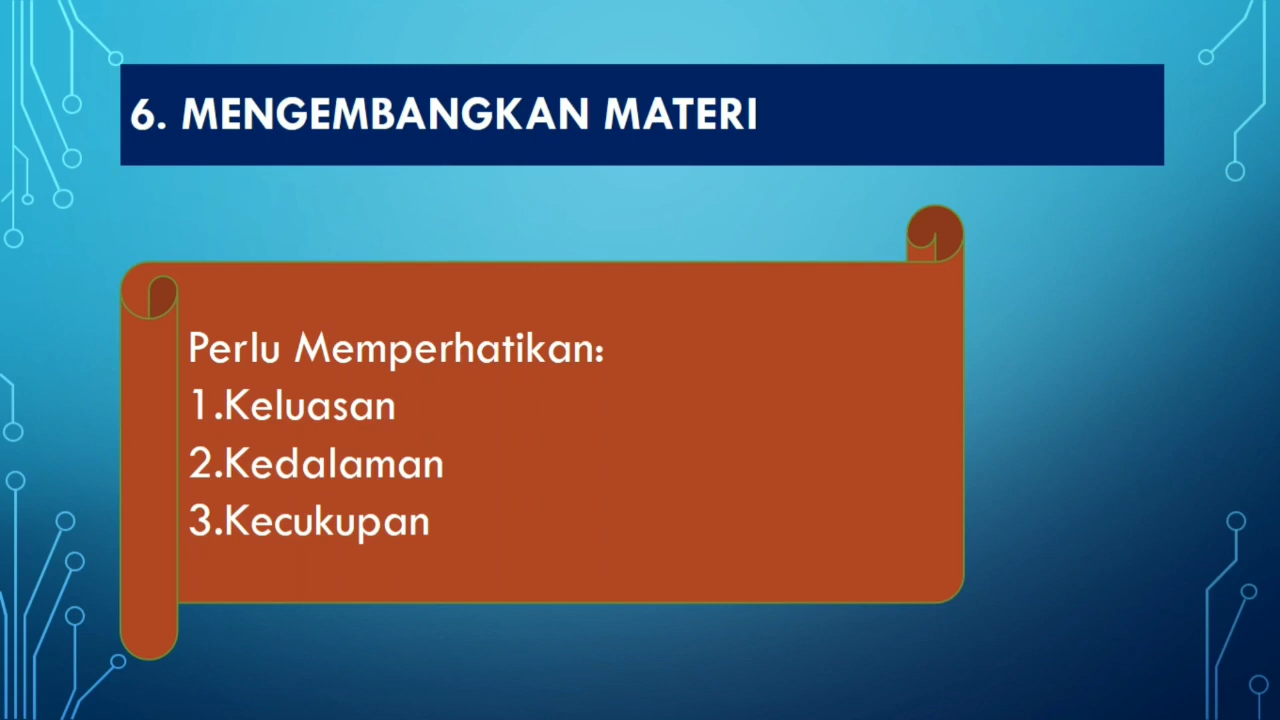 6. MENGEMBANGKAN MATERI
Perlu Memperhatikan:
1.Keluasan
2.Kedalaman
3.Kecukupan